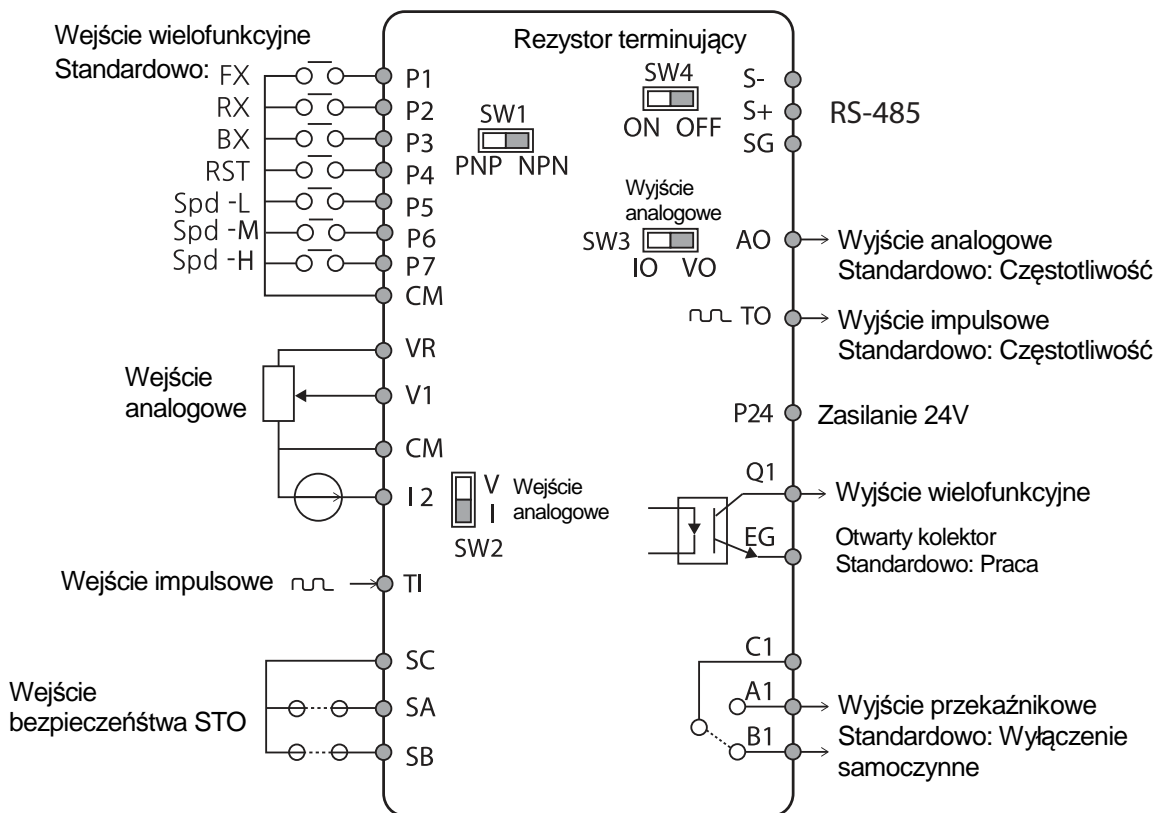 Wejście wielofunkcyjne
Standardowo: FX
RX
BX
RST
Spd -L
Spd -M
Spd -H
P1
P2
P3
P4
P5
P6
P7
CM
SW1
PNP NPN
Rezystor terminujący
SW4
ON OFF
S-
S+
SG
RS-485
Wyjście
analogowe
SW3
IO VO
AO
Wyjście analogowe
Standardowo: Częstotliwość
TO
Wyjście impulsowe
Standardowo: Częstotliwość
Wejście
analogowe
VR
V1
CM
I2
V
I
Wejście
analogowe
SW2
P24
Zasilanie 24V
Q1
Wyjście wielofunkcyjne
EG
Otwarty kolektor
Standardowo: Praca
Wejście impulsowe
TI
Wejście
bezpieczeńśtwa STO
SC
SA
SB
C1
A1
B1
Wyjście przekaźnikowe
Standardowo: Wyłączenie
samoczynne